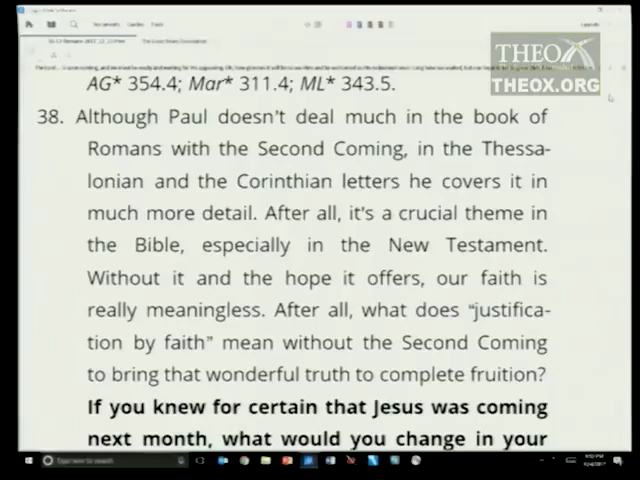 THEOX
THEOX.ORG
AG* 354.4; Mar* 311.4; ML* 343.5.
38. Although Paul doesn't deal much in the book of
Romans with the Second Coming, in the Thessa-
lonian and the Corinthian letters he covers it in
much more detail. After all, it's a crucial theme in
the Bible, especially in the New Testament.
Without it and the hope it offers, our faith is
really meaningless. After all, what does “justifica-
tion by faith” mean without the Second Coming
to bring that wonderful truth to complete fruition?
If you knew for certain that Jesus was coming
next month, what would you change in your